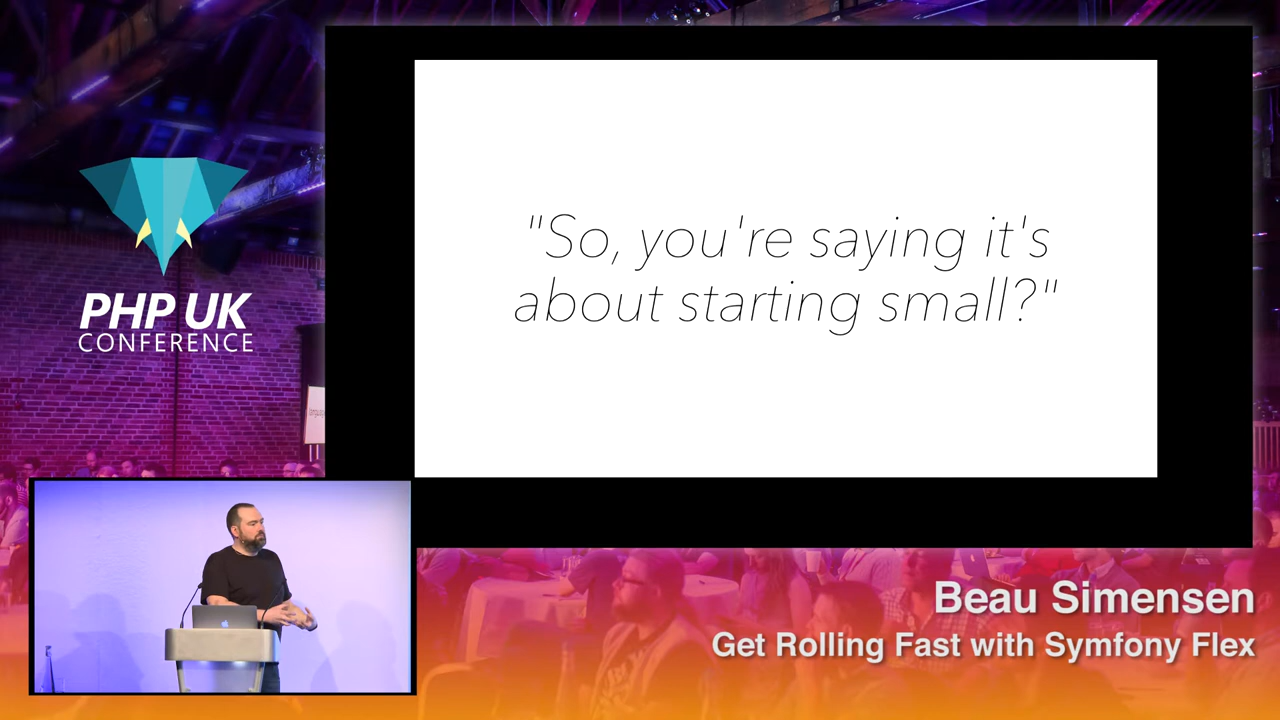 "So, you're saying it's
about starting small?"
PHP UK
CONFERENCE
Beau Simensen
Get Rolling Fast with Symfony Flex